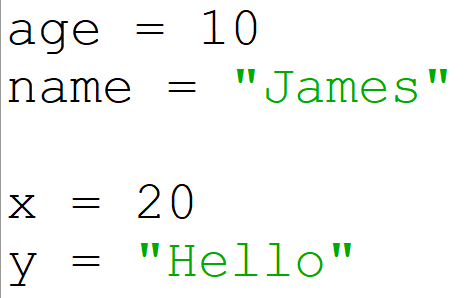 age = 10
name = "James"
x = 20
y = "Hello"